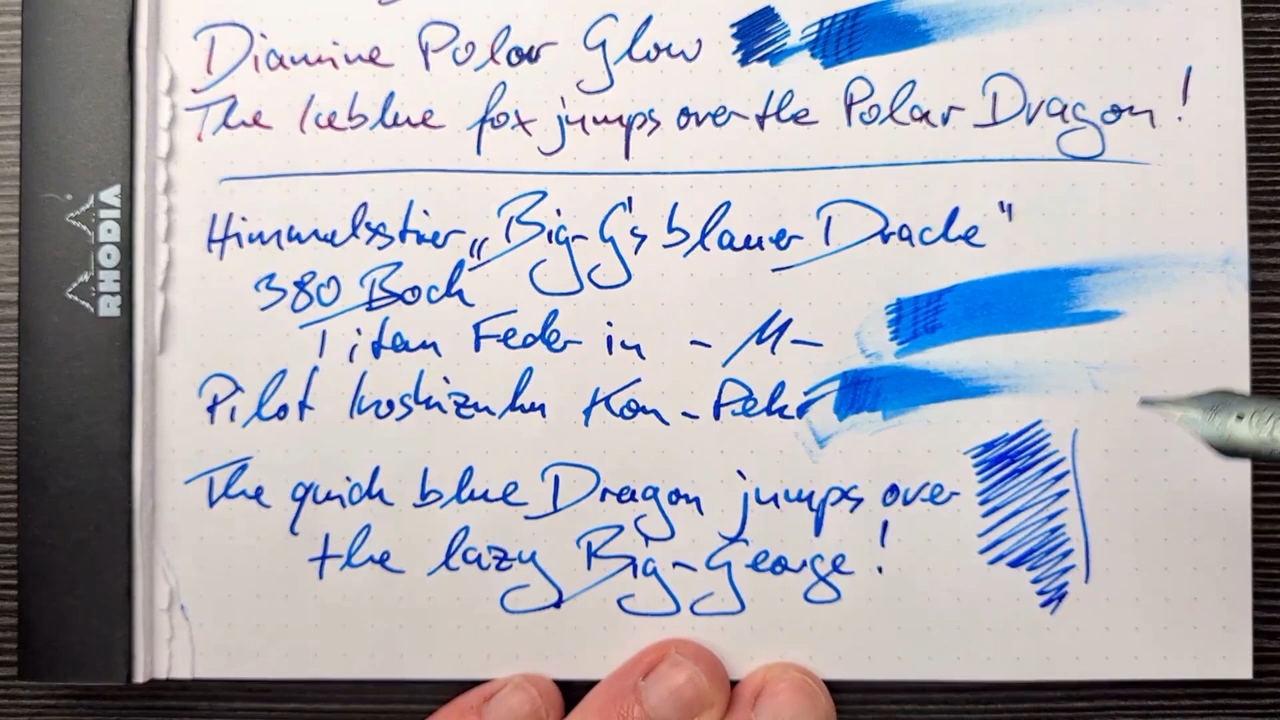 Diamine Polar Glow
The Iceblue fox jumps over the Polar Dragon!
Himmelsstier „Big-G's blauer Drache"
380 Bock
Titan Feder in - M -
Pilot Iroshizuku Kon-Peki
The quick blue Dragon jumps over
the lazy Big-George!
RHODIA